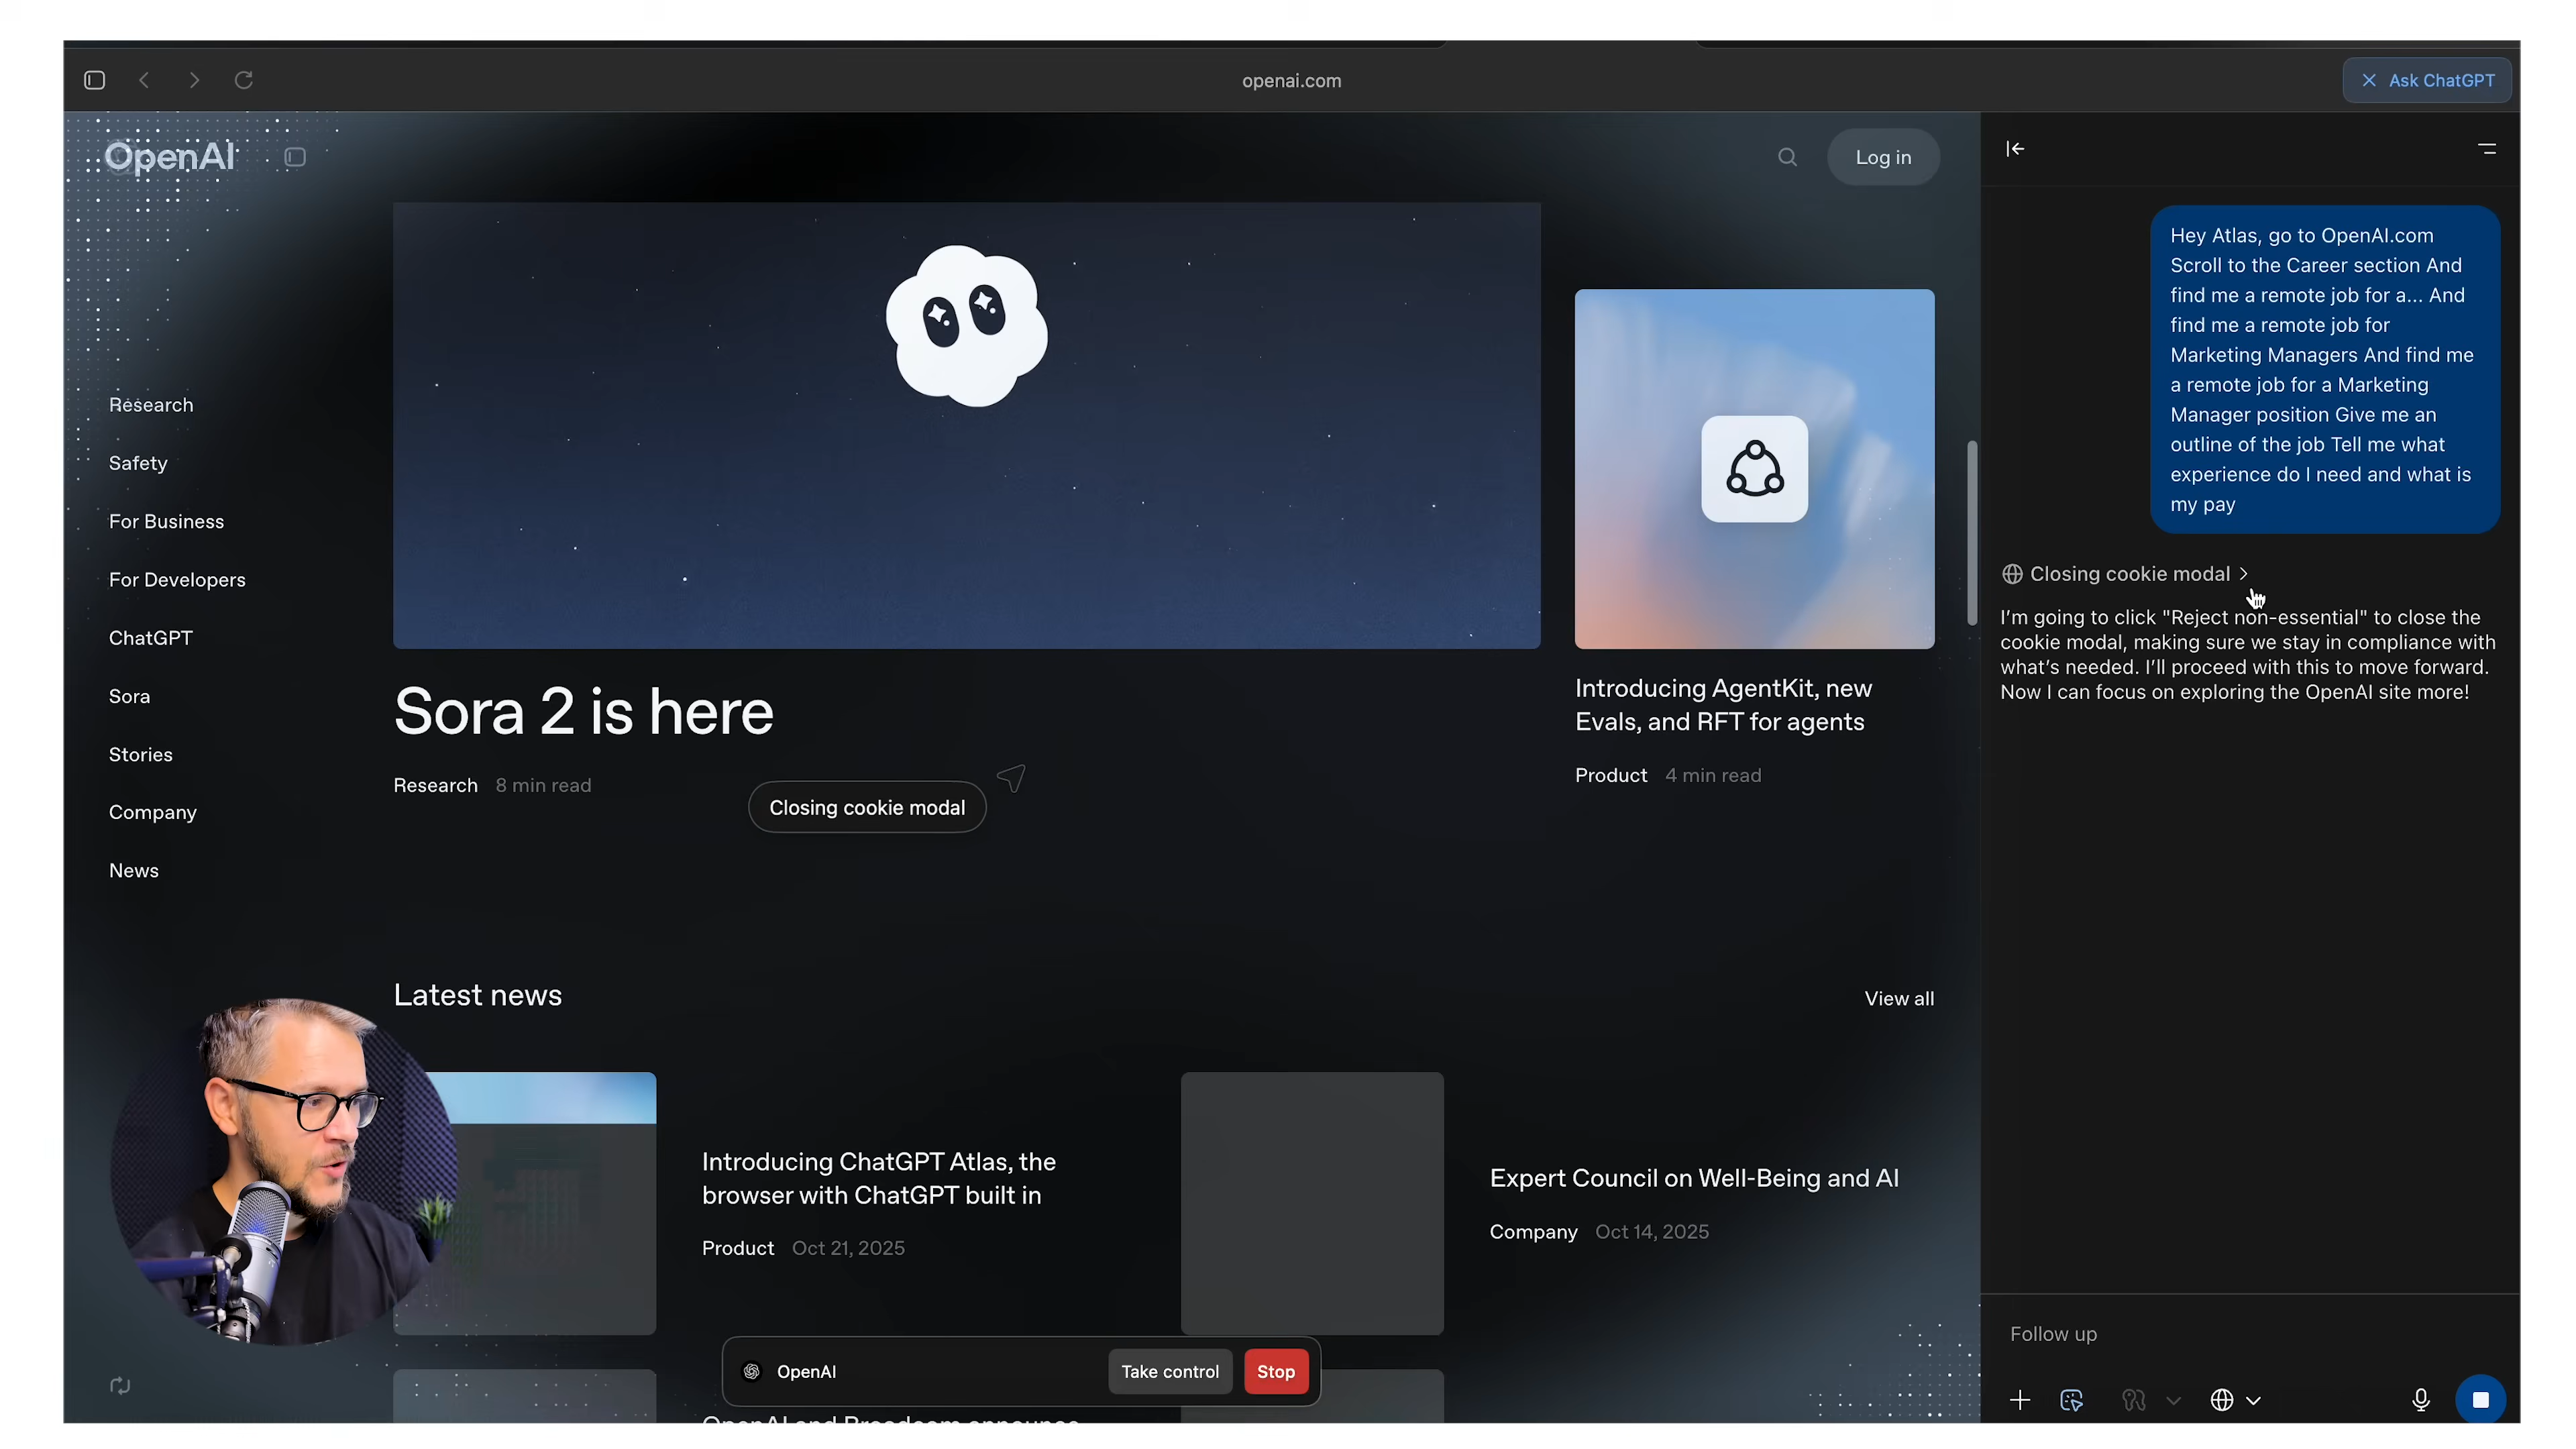 openai.com
Ask ChatGPT
OpenAI
Log in
Research
Safety
For Business
For Developers
ChatGPT
Sora
Stories
Company
News
Sora 2 is here
Research 8 min read
Closing cookie modal
Introducing AgentKit, new
Evals, and RFT for agents
Product 4 min read
Latest news
View all
Introducing ChatGPT Atlas, the
browser with ChatGPT built in
Product Oct 21, 2025
Expert Council on Well-Being and AI
Company Oct 14, 2025
OpenAI
Take control
Stop
OpenAI and Broadcom announce
Hey Atlas, go to OpenAI.com
Scroll to the Career section And
find me a remote job for a... And
find me a remote job for
Marketing Managers And find me
a remote job for a Marketing
Manager position Give me an
outline of the job Tell me what
experience do I need and what is
my pay
Closing cookie modal
I'm going to click "Reject non-essential" to close the
cookie modal, making sure we stay in compliance with
what's needed. I'll proceed with this to move forward.
Now I can focus on exploring the OpenAI site more!
Follow up